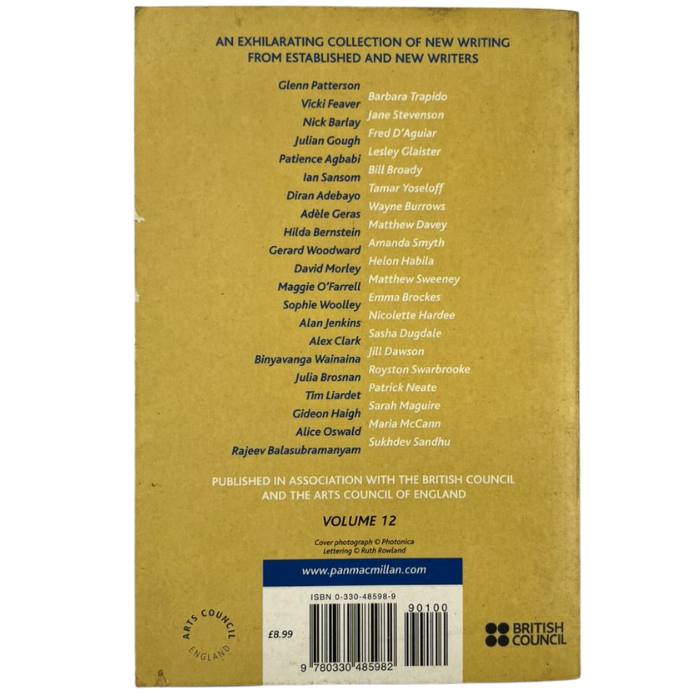 AN EXHILARATING COLLECTION OF NEW WRITING
FROM ESTABLISHED AND NEW WRITERS
Glenn Patterson
Barbara Trapido
Vicki Feaver
Jane Stevenson
Nick Barlay
Fred D'Aguiar
Julian Gough
Lesley Glaister
Patience Agbabi
Bill Broady
Ian Sansom
Tamar Yoseloff
Diran Adebayo
Wayne Burrows
Adèle Geras
Matthew Davey
Hilda Bernstein
Amanda Smyth
Gerard Woodward
Helon Habila
David Morley
Matthew Sweeney
Maggie O'Farrell
Emma Brockes
Sophie Woolley
Nicolette Hardee
Alan Jenkins
Sasha Dugdale
Alex Clark
Jill Dawson
Binyavanga Wainaina
Royston Swarbrooke
Julia Brosnan
Patrick Neate
Tim Liardet
Sarah Maguire
Gideon Haigh
Maria McCann
Alice Oswald
Sukhdev Sandhu
Rajeev Balasubramanyam
PUBLISHED IN ASSOCIATION WITH THE BRITISH COUNCIL
AND THE ARTS COUNCIL OF ENGLAND
VOLUME 12
Cover photograph © Photonica
Lettering © Ruth Rowland
www.panmacmillan.com
ISBN 0-330-48598-9
90100
£8.99
9 780330 485982
ARTS COUNCIL
ENGLAND
BRITISH
COUNCIL